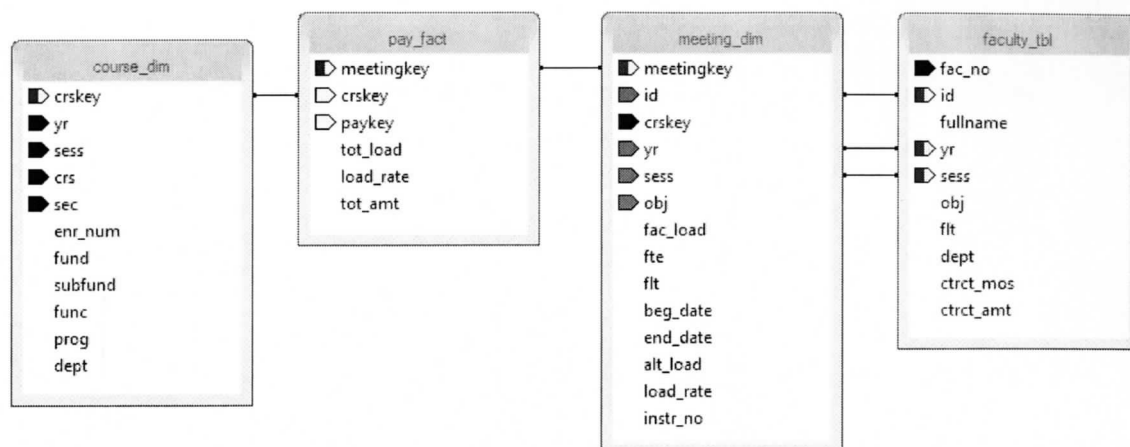 course_dim
crskey
yr
sess
crs
sec
enr_num
fund
subfund
func
prog
dept
pay_fact
meetingkey
crskey
paykey
tot_load
load_rate
tot_amt
meeting_dim
meetingkey
id
crskey
yr
sess
obj
fac_load
fte
flt
beg_date
end_date
alt_load
load_rate
instr_no
faculty_tbl
fac_no
id
fullname
yr
sess
obj
flt
dept
ctrct_mos
ctrct_amt